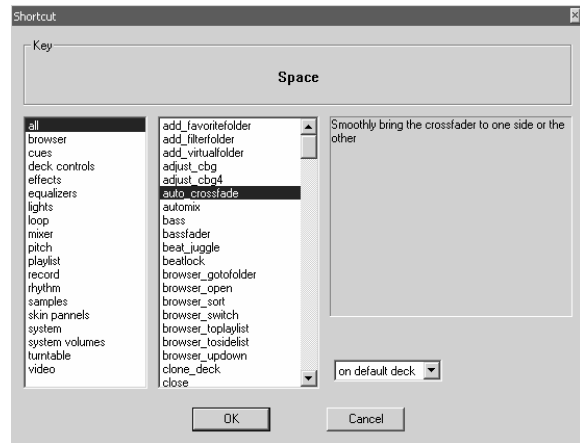 Shortcut
Key
Space
all
browser
cues
deck controls
effects
equalizers
lights
loop
mixer
pitch
playlist
record
rhythm
samples
skin pannels
system
system volumes
turntable
video
add_favoritefolder
add_filterfolder
add_virtualfolder
adjust_cbg
adjust_cbg4
auto_crossfade
automix
bass
bassfader
beat_juggle
beatlock
browser_gotofolder
browser_open
browser_sort
browser_switch
browser_toplaylist
browser_tosidelist
browser_updown
clone_deck
close
Smoothly bring the crossfader to one side or the
other
on default deck
OK
Cancel